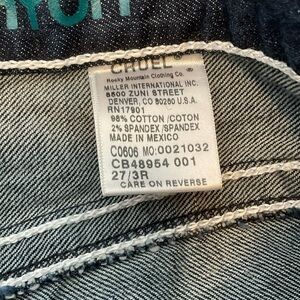 CRUEL®
Rocky Mountain Clothing Co.®
MILLER INTERNATIONAL INC.
8500 ZUNI STREET
DENVER, CO 80260 U.S.A.
RN17901
98% COTTON /COTON
2% SPANDEX /SPANDEX
MADE IN MEXICO
C0606 MO:0021032
CB48954 001
27/3R
CARE ON REVERSE